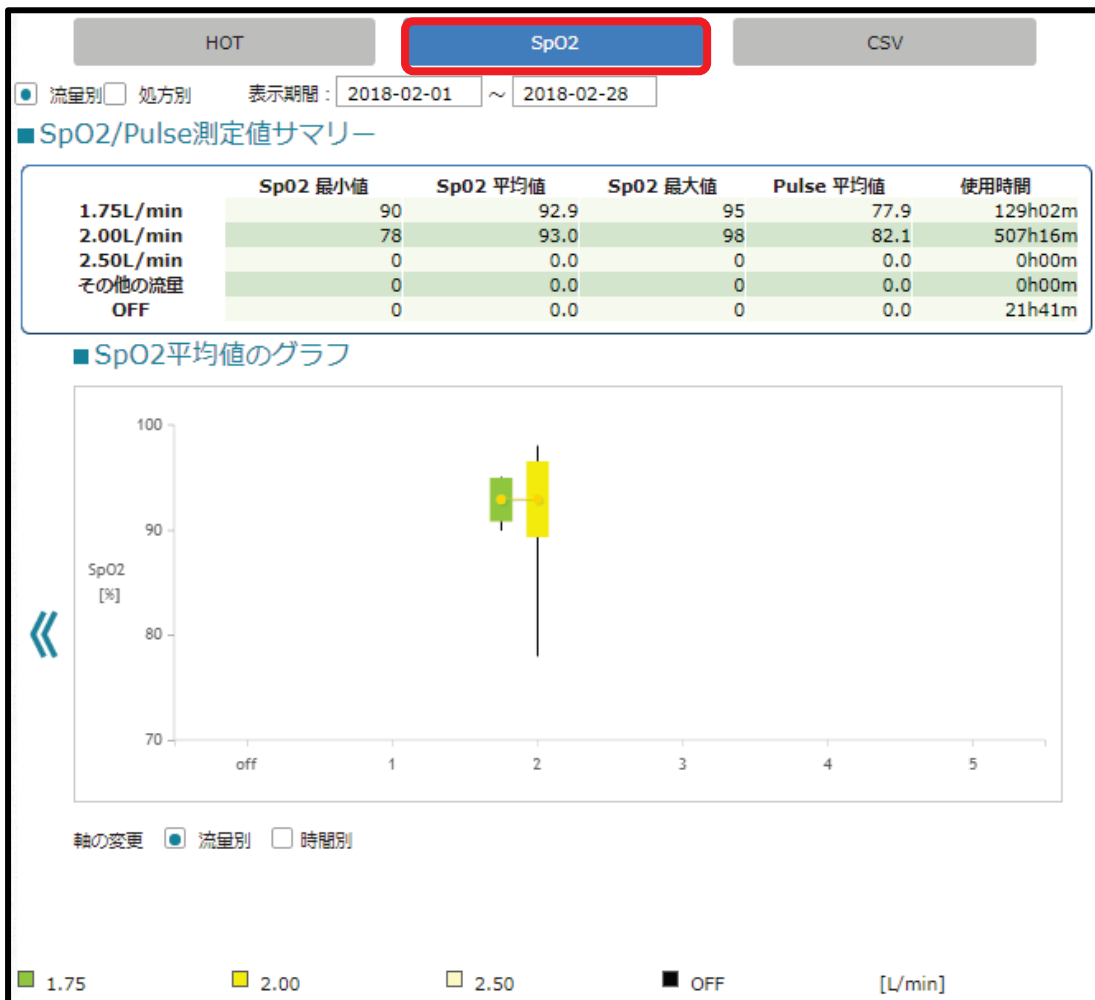 HOT SpO2 CSV
流量別 処方別 表示期間 : 2018-02-01 ～ 2018-02-28
■SpO2/Pulse測定値サマリー
Sp02 最小値 Sp02 平均値 Sp02 最大値 Pulse 平均値 使用時間
1.75L/min 90 92.9 95 77.9 129h02m
2.00L/min 78 93.0 98 82.1 507h16m
2.50L/min 0 0.0 0 0.0 0h00m
その他の流量 0 0.0 0 0.0 0h00m
OFF 0 0.0 0 0.0 21h41m
■SpO2平均値のグラフ
100
90
SpO2
[%]
80
70
off 1 2 3 4 5
軸の変更 流量別 時間別
1.75 2.00 2.50 OFF [L/min]